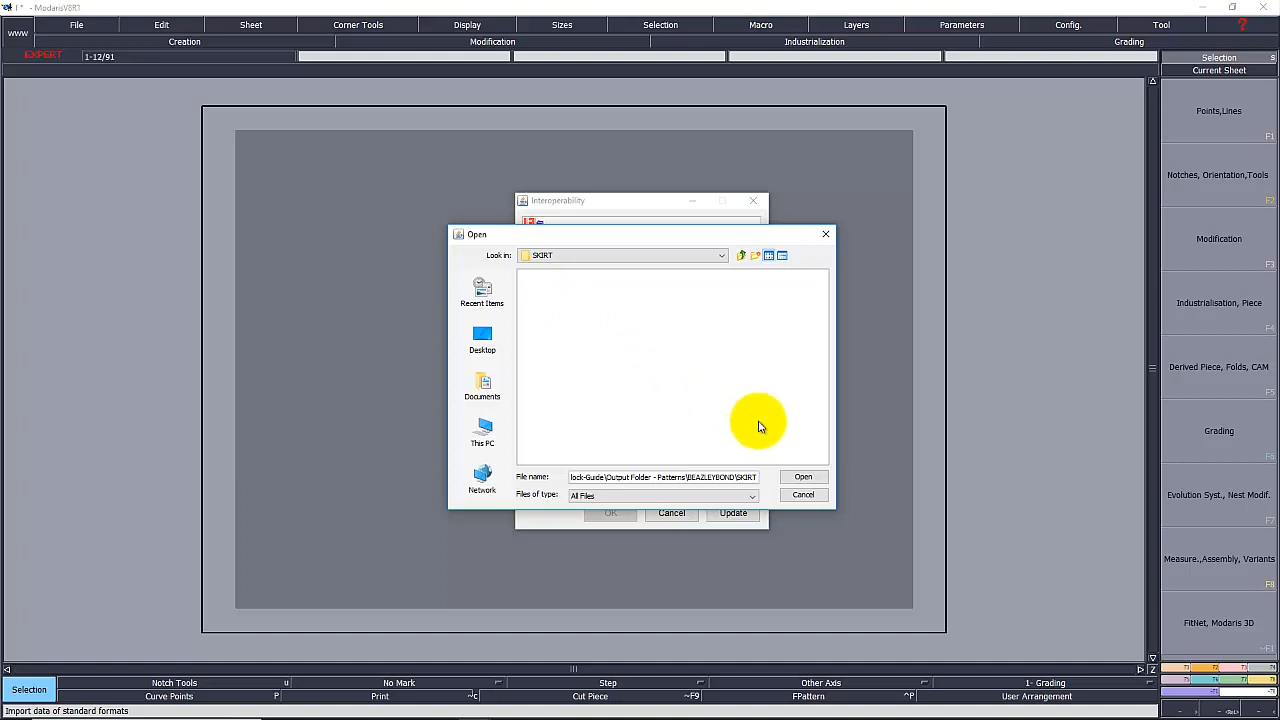 I* - ModarisV8R1
www
File Edit Sheet Corner Tools Display Sizes Selection Macro Layers Parameters Config. Tool ?
Creation Modification Industrialization Grading
EXPERT 1-12/91
Selection s
Current Sheet
Points,Lines
F1
Notches, Orientation,Tools
F2
Modification
F3
Industrialisation, Piece
F4
Derived Piece, Folds, CAM
F5
Grading
F6
Evolution Syst., Nest Modif.
F7
Measure.,Assembly, Variants
F8
FitNet, Modaris 3D
~F1
Interoperability
Open
Look in: SKIRT
Recent Items
Desktop
Documents
This PC
Network
File name: lock-Guide\Output Folder - Patterns\BEAZLEYBOND\SKIRT Open
Files of type: All Files Cancel
OK Cancel Update
Z
Selection
Notch Tools u No Mark Step Other Axis 1- Grading
Curve Points P Print ~c Cut Piece ~F9 FPattern ^P User Arrangement
Import data of standard formats